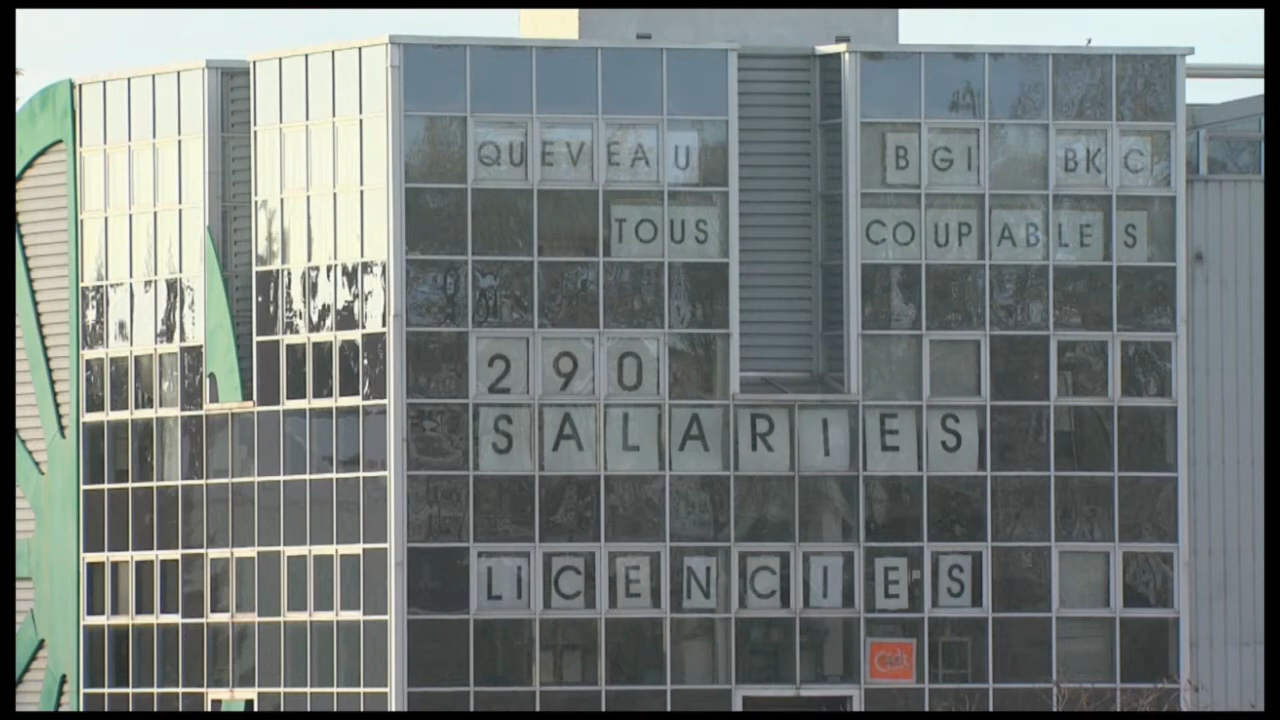 QUEVEAU BGI BKC
TOUS COUPABLES
290
SALARIES
LICENCIES